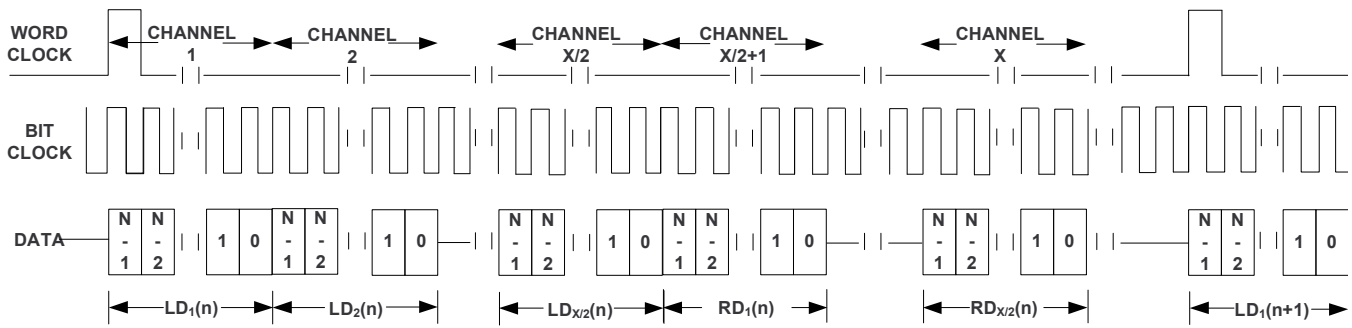 WORD CLOCK
CHANNEL 1
CHANNEL 2
CHANNEL X/2
CHANNEL X/2+1
CHANNEL X
BIT CLOCK
DATA
N-1 N-2 1 0 N-1 N-2 1 0 N-1 N-2 1 0 N-1 N-2 1 0 N-1 N-2 1 0 N-1 N-2 1 0
LD₁(n) LD₂(n) LDX/2(n) RD₁(n) RDX/2(n) LD₁(n+1)